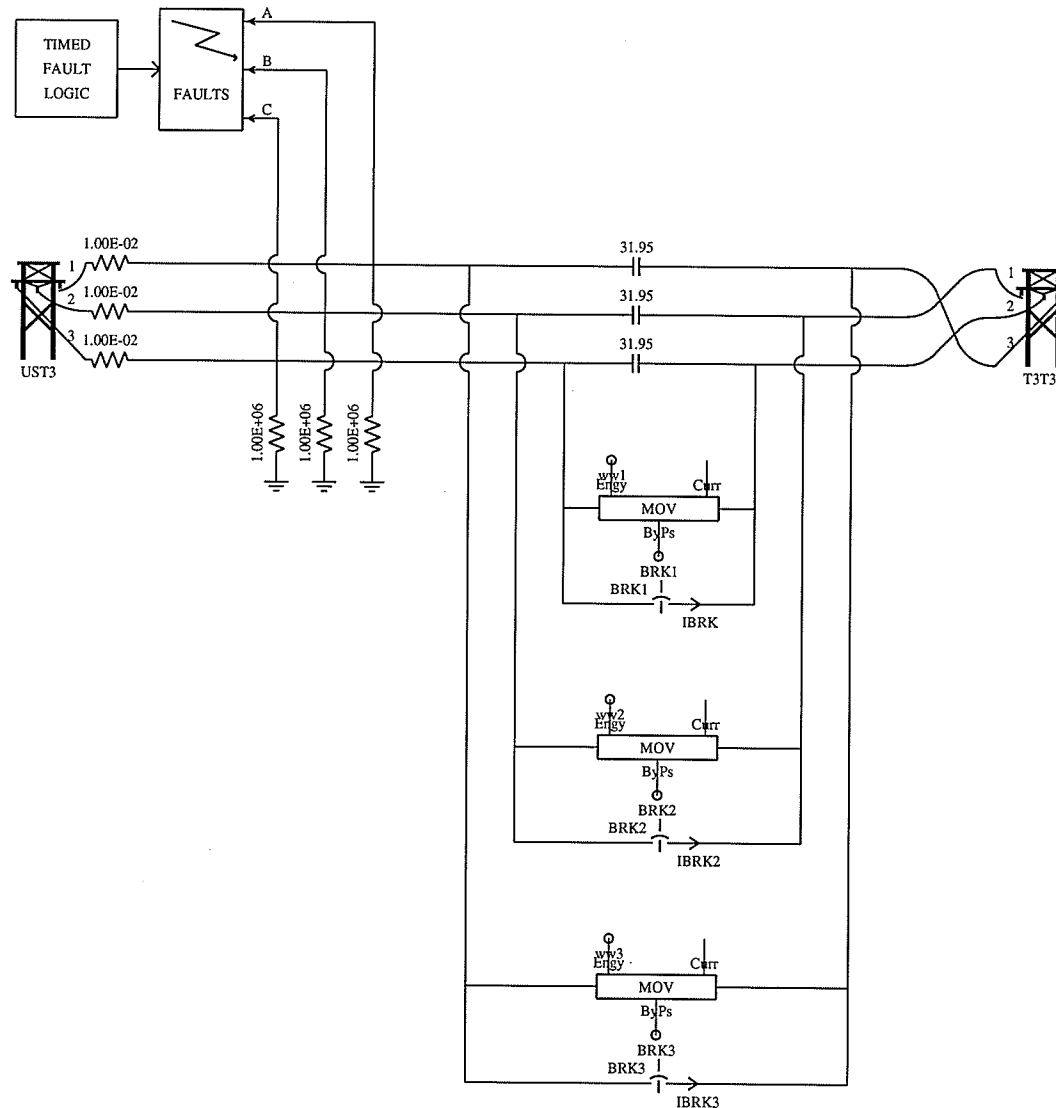 A
TIMED
FAULT
LOGIC
B
FAULTS
C
1.00E-02
31.95
1
1
1.00E-02
31.95
2
2
1.00E-02
31.95
3
3
UST3
T3T3
1.00E+06
1.00E+06
1.00E+06
ww1
Engy
Curr
MOV
ByPs
BRK1
BRK1
IBRK
ww2
Engy
Curr
MOV
ByPs
BRK2
BRK2
IBRK2
ww3
Engy
Curr
MOV
ByPs
BRK3
BRK3
IBRK3